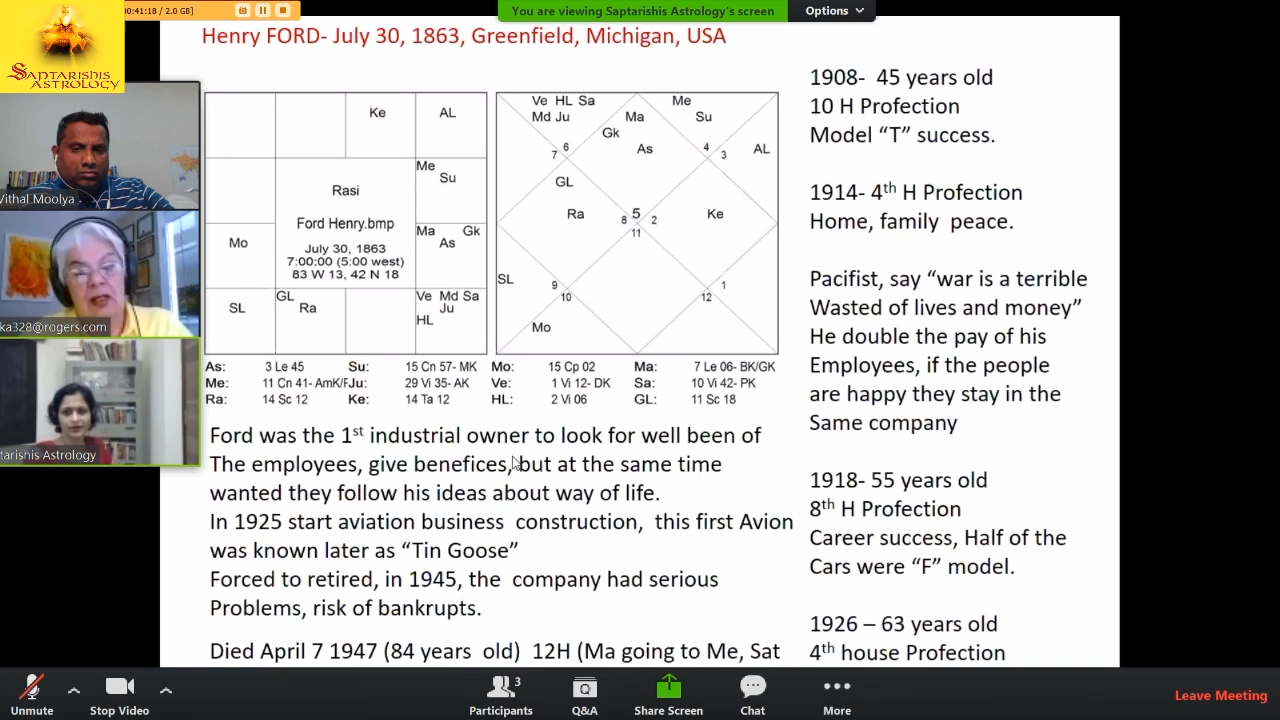 00:41:18 / 2.0 GB]
You are viewing Saptarishis Astrology's screen
Options
SAPTARISHIS
ASTROLOGY
Vithal Moolya
ka328@rogers.com
tarishis Astrology
Henry FORD- July 30, 1863, Greenfield, Michigan, USA
Ke
AL
Me
Su
Rasi
Ford Henry.bmp
July 30, 1863
7:00:00 (5:00 west)
83 W 13, 42 N 18
Mo
Ma Gk
As
SL
GL
Ra
Ve Md Sa
Ju
HL
Ve HL Sa
Md Ju
Ma
Gk
As
Me
Su
6
7
4
3
AL
GL
Ra
8
5
2
11
Ke
SL
9
10
1
12
Mo
As: 3 Le 45 Su: 15 Cn 57- MK Mo: 15 Cp 02 Ma: 7 Le 06- BK/GK
Me: 11 Cn 41- AmK/FJu: 29 Vi 35- AK Ve: 1 Vi 12- DK Sa: 10 Vi 42- PK
Ra: 14 Sc 12 Ke: 14 Ta 12 HL: 2 Vi 06 GL: 11 Sc 18
Ford was the 1st industrial owner to look for well been of
The employees, give benefices, but at the same time
wanted they follow his ideas about way of life.
In 1925 start aviation business construction, this first Avion
was known later as “Tin Goose”
Forced to retired, in 1945, the company had serious
Problems, risk of bankrupts.
Died April 7 1947 (84 years old) 12H (Ma going to Me, Sat
1908- 45 years old
10 H Profection
Model “T” success.
1914- 4th H Profection
Home, family peace.
Pacifist, say “war is a terrible
Wasted of lives and money”
He double the pay of his
Employees, if the people
are happy they stay in the
Same company
1918- 55 years old
8th H Profection
Career success, Half of the
Cars were “F” model.
1926 – 63 years old
4th house Profection
Unmute
Stop Video
3
Participants
Q&A
Share Screen
Chat
More
Leave Meeting